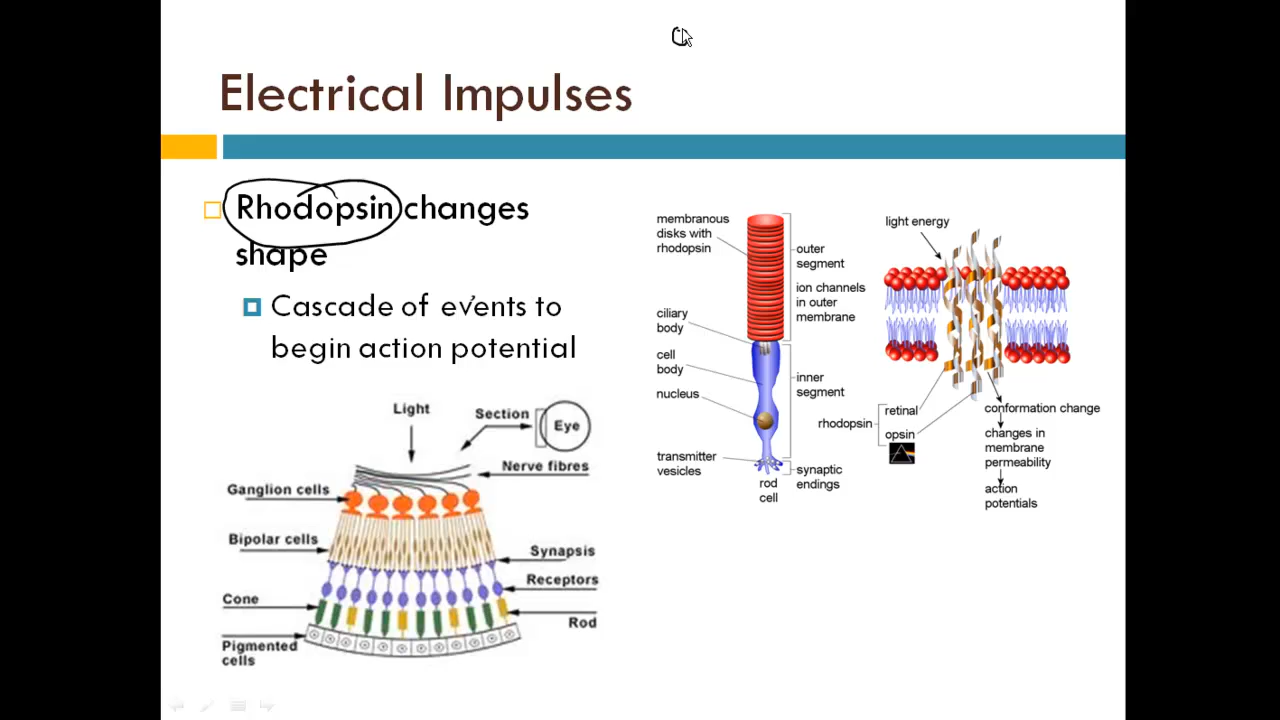 Electrical Impulses
Rhodopsin changes
shape
Cascade of events to
begin action potential
Light
Section
Eye
Nerve fibres
Ganglion cells
Bipolar cells
Synapsis
Receptors
Cone
Rod
Pigmented
cells
membranous
disks with
rhodopsin
outer
segment
ion channels
in outer
membrane
ciliary
body
cell
body
inner
segment
nucleus
transmitter
vesicles
synaptic
endings
rod
cell
light energy
rhodopsin
retinal
opsin
conformation change
changes in
membrane
permeability
action
potentials